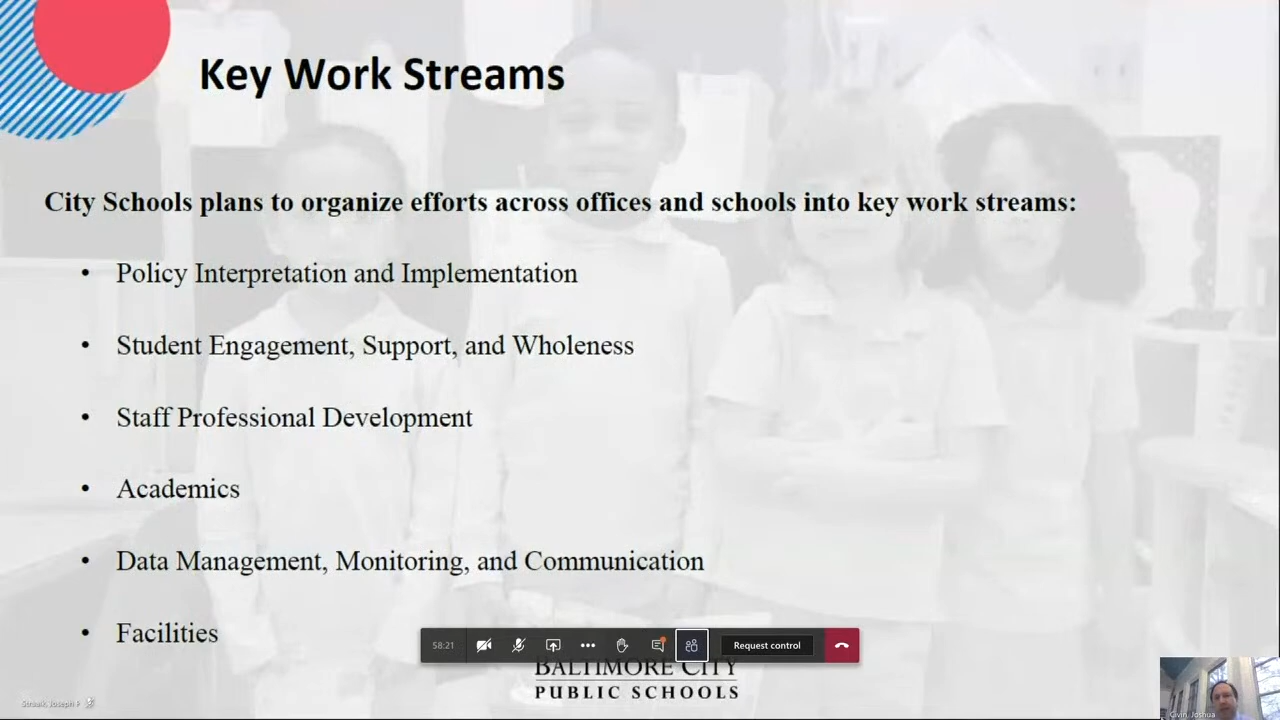 Key Work Streams
City Schools plans to organize efforts across offices and schools into key work streams:
• Policy Interpretation and Implementation
• Student Engagement, Support, and Wholeness
• Staff Professional Development
• Academics
• Data Management, Monitoring, and Communication
• Facilities
58:21
Request control
BALTIMORE CITY
PUBLIC SCHOOLS
Civin, Joshua